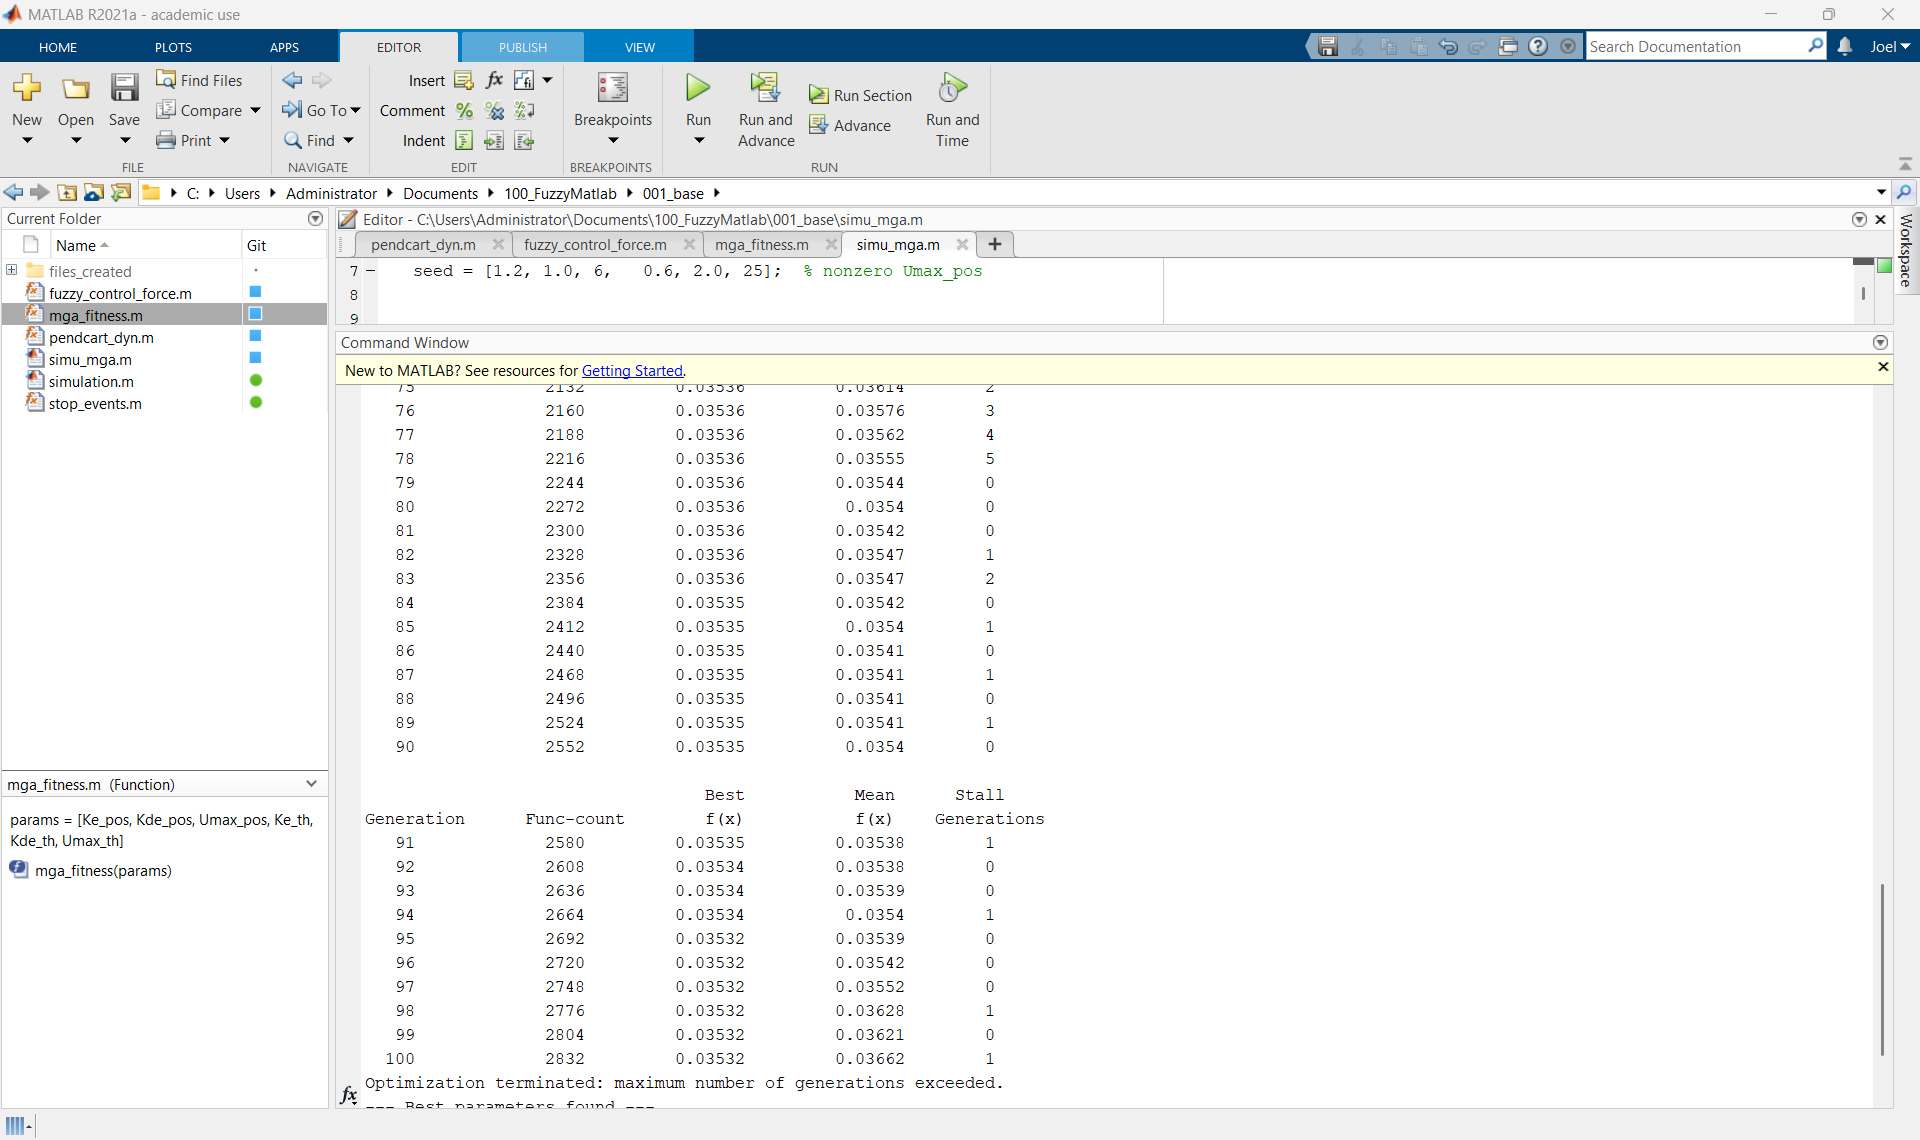 MATLAB R2021a - academic use
HOME PLOTS APPS EDITOR PUBLISH VIEW Search Documentation Joel
New Open Save Find Files Compare Print
FILE
Go To Find
NAVIGATE
Insert fx
Comment
Indent
EDIT
Breakpoints
BREAKPOINTS
Run Run and Advance Run Section Advance Run and Time
RUN
C: Users Administrator Documents 100_FuzzyMatlab 001_base
Current Folder
Name Git
files_created
fuzzy_control_force.m
mga_fitness.m
pendcart_dyn.m
simu_mga.m
simulation.m
stop_events.m
mga_fitness.m (Function)
params = [Ke_pos, Kde_pos, Umax_pos, Ke_th,
Kde_th, Umax_th]
mga_fitness(params)
Editor - C:\Users\Administrator\Documents\100_FuzzyMatlab\001_base\simu_mga.m
pendcart_dyn.m fuzzy_control_force.m mga_fitness.m simu_mga.m +
7 – seed = [1.2, 1.0, 6, 0.6, 2.0, 25]; % nonzero Umax_pos
8
9
Workspace
Command Window
New to MATLAB? See resources for Getting Started.
75 2132 0.03536 0.03614 2
76 2160 0.03536 0.03576 3
77 2188 0.03536 0.03562 4
78 2216 0.03536 0.03555 5
79 2244 0.03536 0.03544 0
80 2272 0.03536 0.0354 0
81 2300 0.03536 0.03542 0
82 2328 0.03536 0.03547 1
83 2356 0.03536 0.03547 2
84 2384 0.03535 0.03542 0
85 2412 0.03535 0.0354 1
86 2440 0.03535 0.03541 0
87 2468 0.03535 0.03541 1
88 2496 0.03535 0.03541 0
89 2524 0.03535 0.03541 1
90 2552 0.03535 0.0354 0
Best Mean Stall
Generation Func-count f(x) f(x) Generations
91 2580 0.03535 0.03538 1
92 2608 0.03534 0.03538 0
93 2636 0.03534 0.03539 0
94 2664 0.03534 0.0354 1
95 2692 0.03532 0.03539 0
96 2720 0.03532 0.03542 0
97 2748 0.03532 0.03552 0
98 2776 0.03532 0.03628 1
99 2804 0.03532 0.03621 0
100 2832 0.03532 0.03662 1
Optimization terminated: maximum number of generations exceeded.
fx --- Best parameters found ---